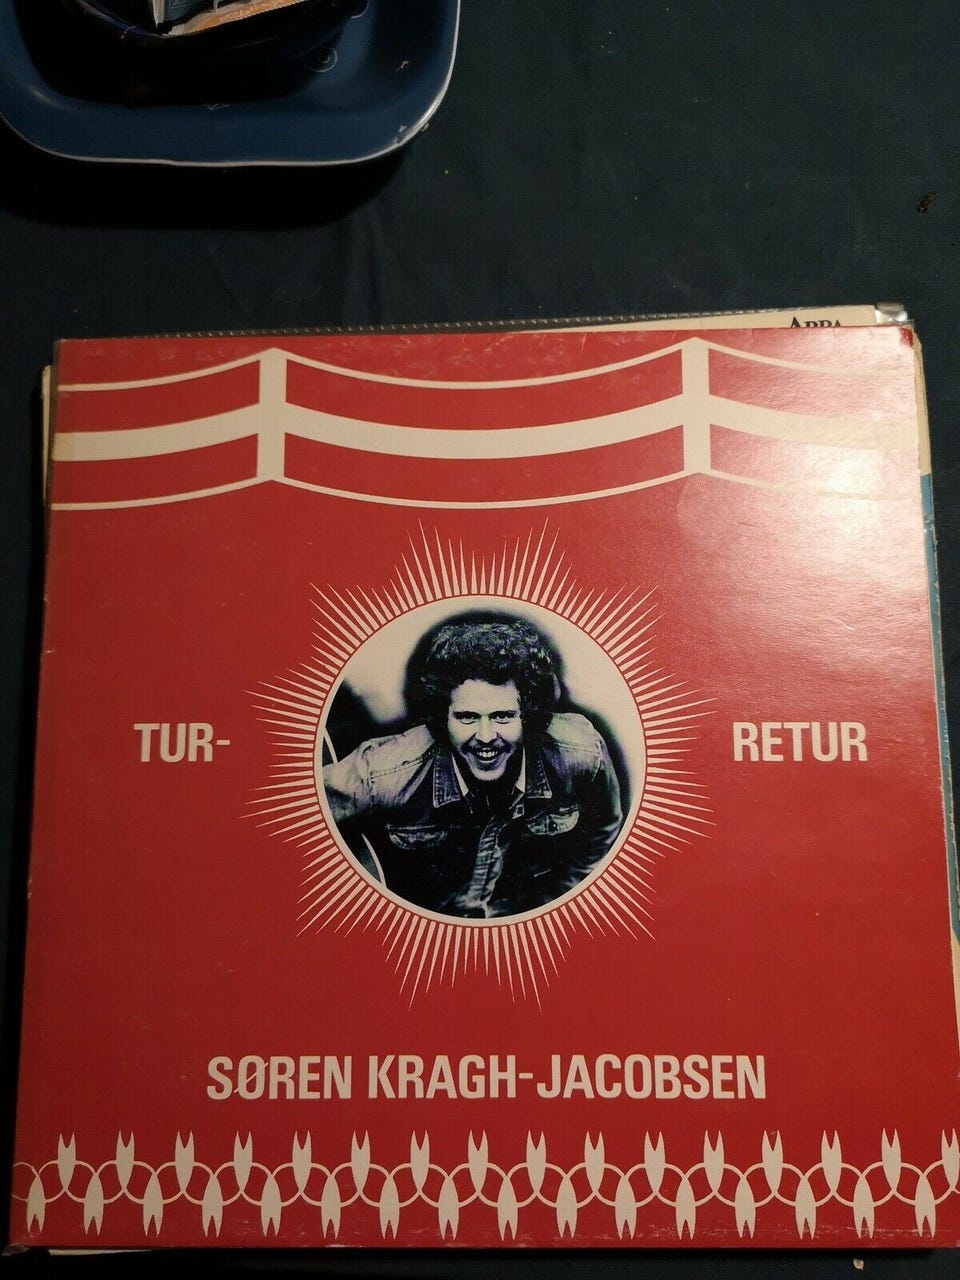 ABBA
TUR- RETUR
SØREN KRAGH-JACOBSEN